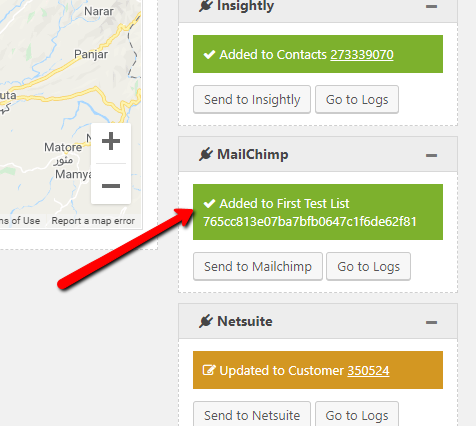 Narar
Panjar
Matore
مٹور
Mamya
ns of Use
Report a map error
Insightly
Added to Contacts 273339070
Send to Insightly
Go to Logs
MailChimp
Added to First Test List
765cc813e07ba7bfb0647c1f6de62f81
Send to Mailchimp
Go to Logs
Netsuite
Updated to Customer 350524
Send to Netsuite
Go to Logs